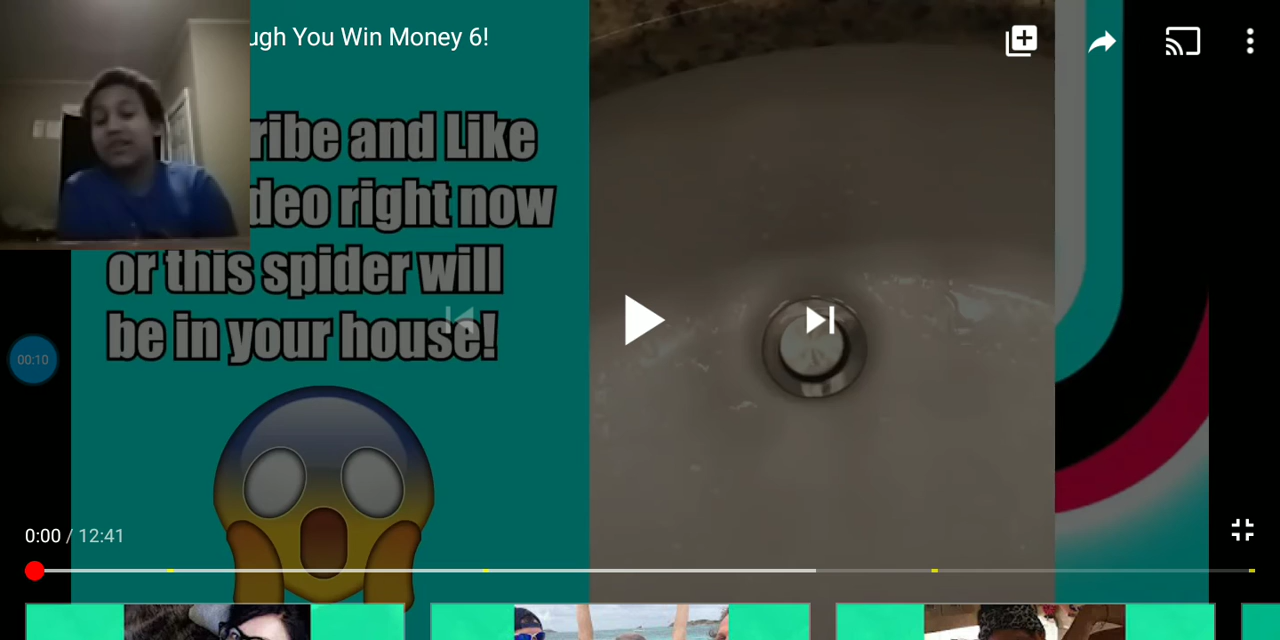 ugh You Win Money 6!
ribe and Like
deo right now
or this spider will
be in your house!
00:10
0:00 / 12:41